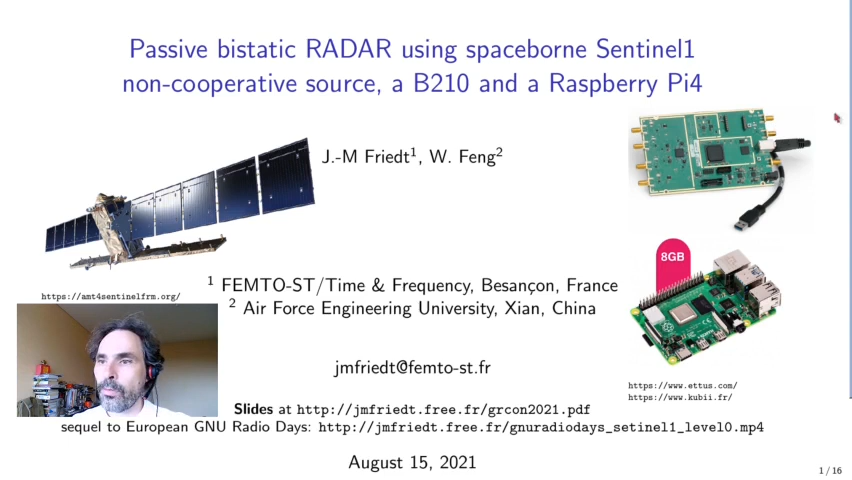 Passive bistatic RADAR using spaceborne Sentinel1
non-cooperative source, a B210 and a Raspberry Pi4
J.-M Friedt¹, W. Feng²
8GB
¹ FEMTO-ST/Time & Frequency, Besançon, France
https://amt4sentinelfrm.org/
² Air Force Engineering University, Xian, China
jmfriedt@femto-st.fr
https://www.ettus.com/
https://www.kubii.fr/
Slides at http://jmfriedt.free.fr/grcon2021.pdf
sequel to European GNU Radio Days: http://jmfriedt.free.fr/gnuradiodays_setinel1_level0.mp4
August 15, 2021
1 / 16